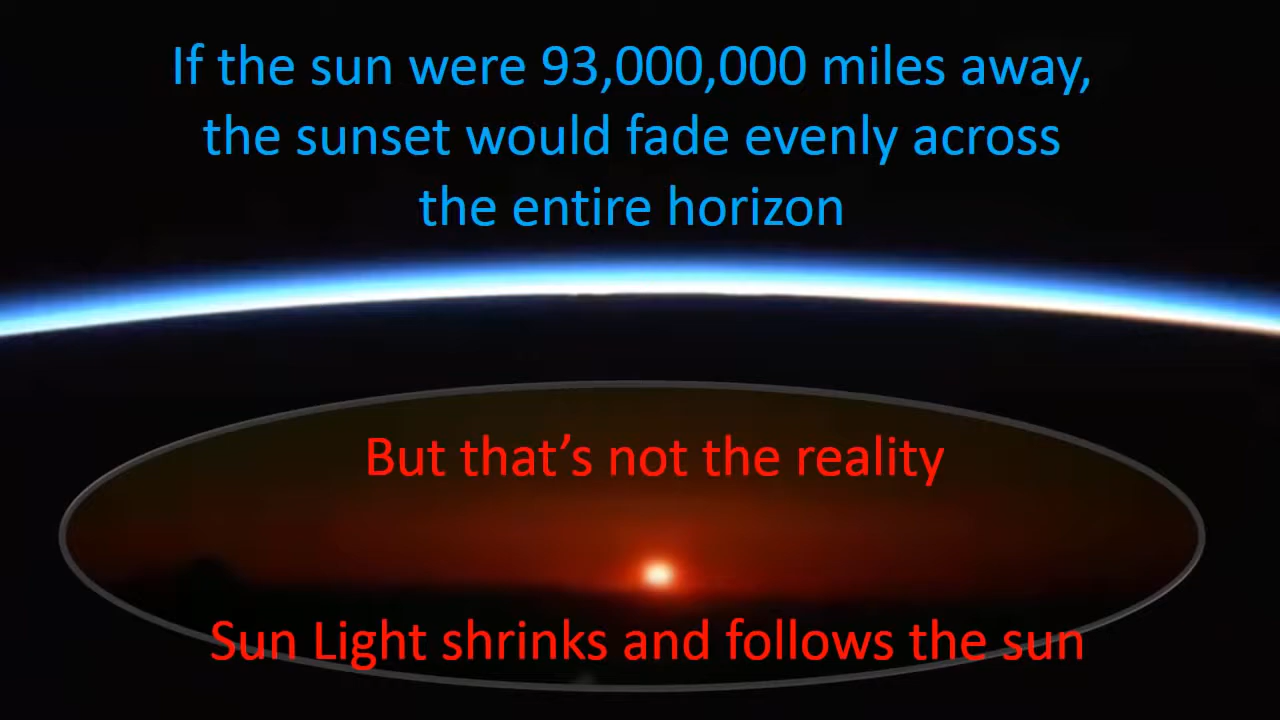 If the sun were 93,000,000 miles away,
the sunset would fade evenly across
the entire horizon
But that’s not the reality
Sun Light shrinks and follows the sun